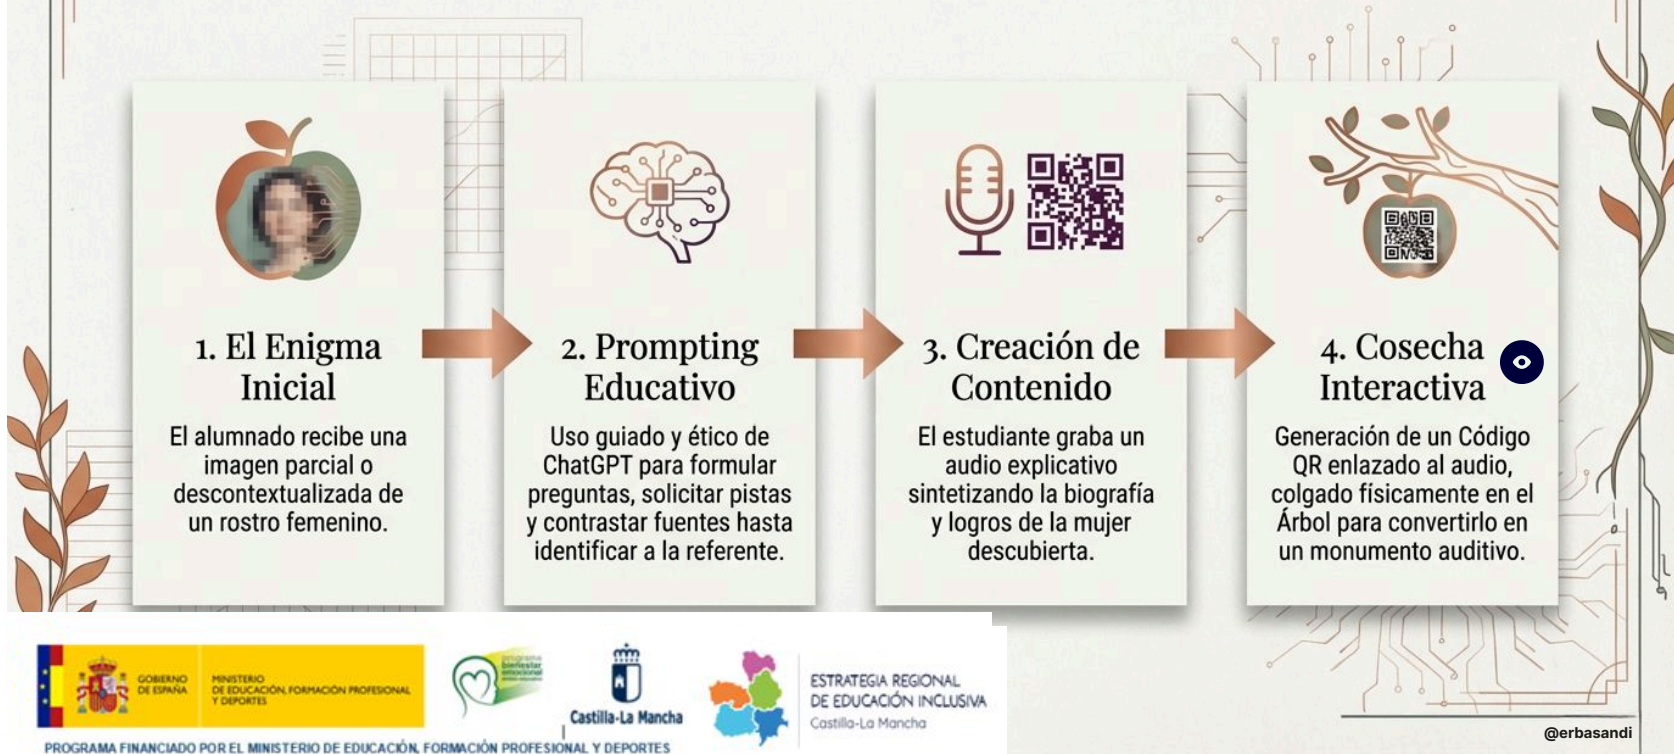 1. El Enigma
Inicial
El alumnado recibe una
imagen parcial o
descontextualizada de
un rostro femenino.
2. Prompting
Educativo
Uso guiado y ético de
ChatGPT para formular
preguntas, solicitar pistas
y contrastar fuentes hasta
identificar a la referente.
3. Creación de
Contenido
El estudiante graba un
audio explicativo
sintetizando la biografía
y logros de la mujer
descubierta.
4. Cosecha
Interactiva
Generación de un Código
QR enlazado al audio,
colgado físicamente en el
Árbol para convertirlo en
un monumento auditivo.
GOBIERNO
DE ESPAÑA
MINISTERIO
DE EDUCACIÓN, FORMACIÓN PROFESIONAL
Y DEPORTES
programa
bienestar
emocional
Castilla-La Mancha
ESTRATEGIA REGIONAL
DE EDUCACIÓN INCLUSIVA
Castilla-La Mancha
PROGRAMA FINANCIADO POR EL MINISTERIO DE EDUCACIÓN, FORMACIÓN PROFESIONAL Y DEPORTES
@erbasandi